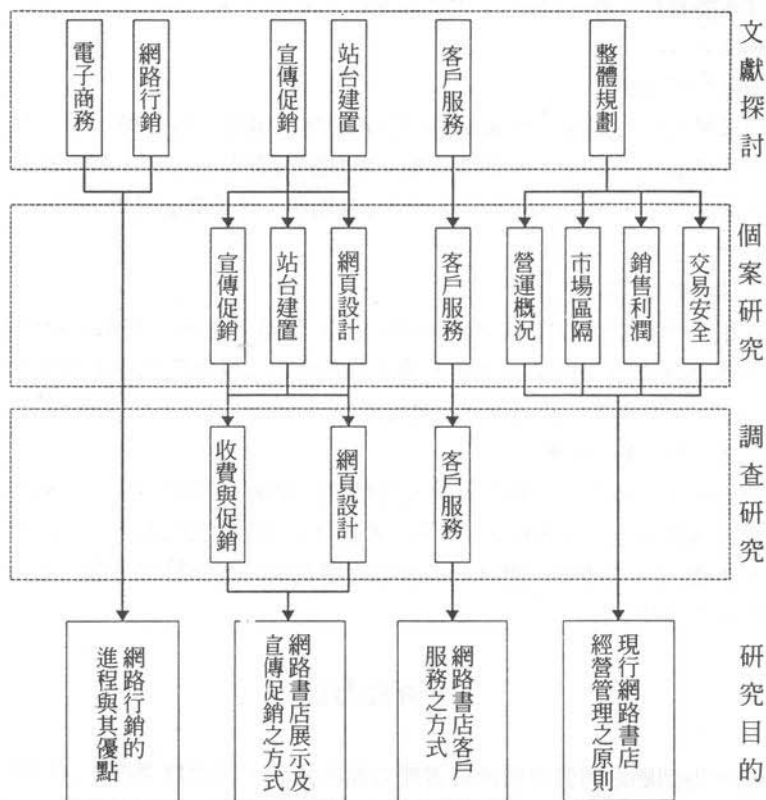 文獻探討
整體規劃
客戶服務
站台建置
宣傳促銷
網路行銷
電子商務
個案研究
交易安全
銷售利潤
市場區隔
營運概況
客戶服務
網頁設計
站台建置
宣傳促銷
調查研究
客戶服務
網頁設計
收費與促銷
研究目的
現行網路書店
經營管理之原則
網路書店客戶
服務之方式
網路書店展示及
宣傳促銷之方式
網路行銷的
進程與其優點